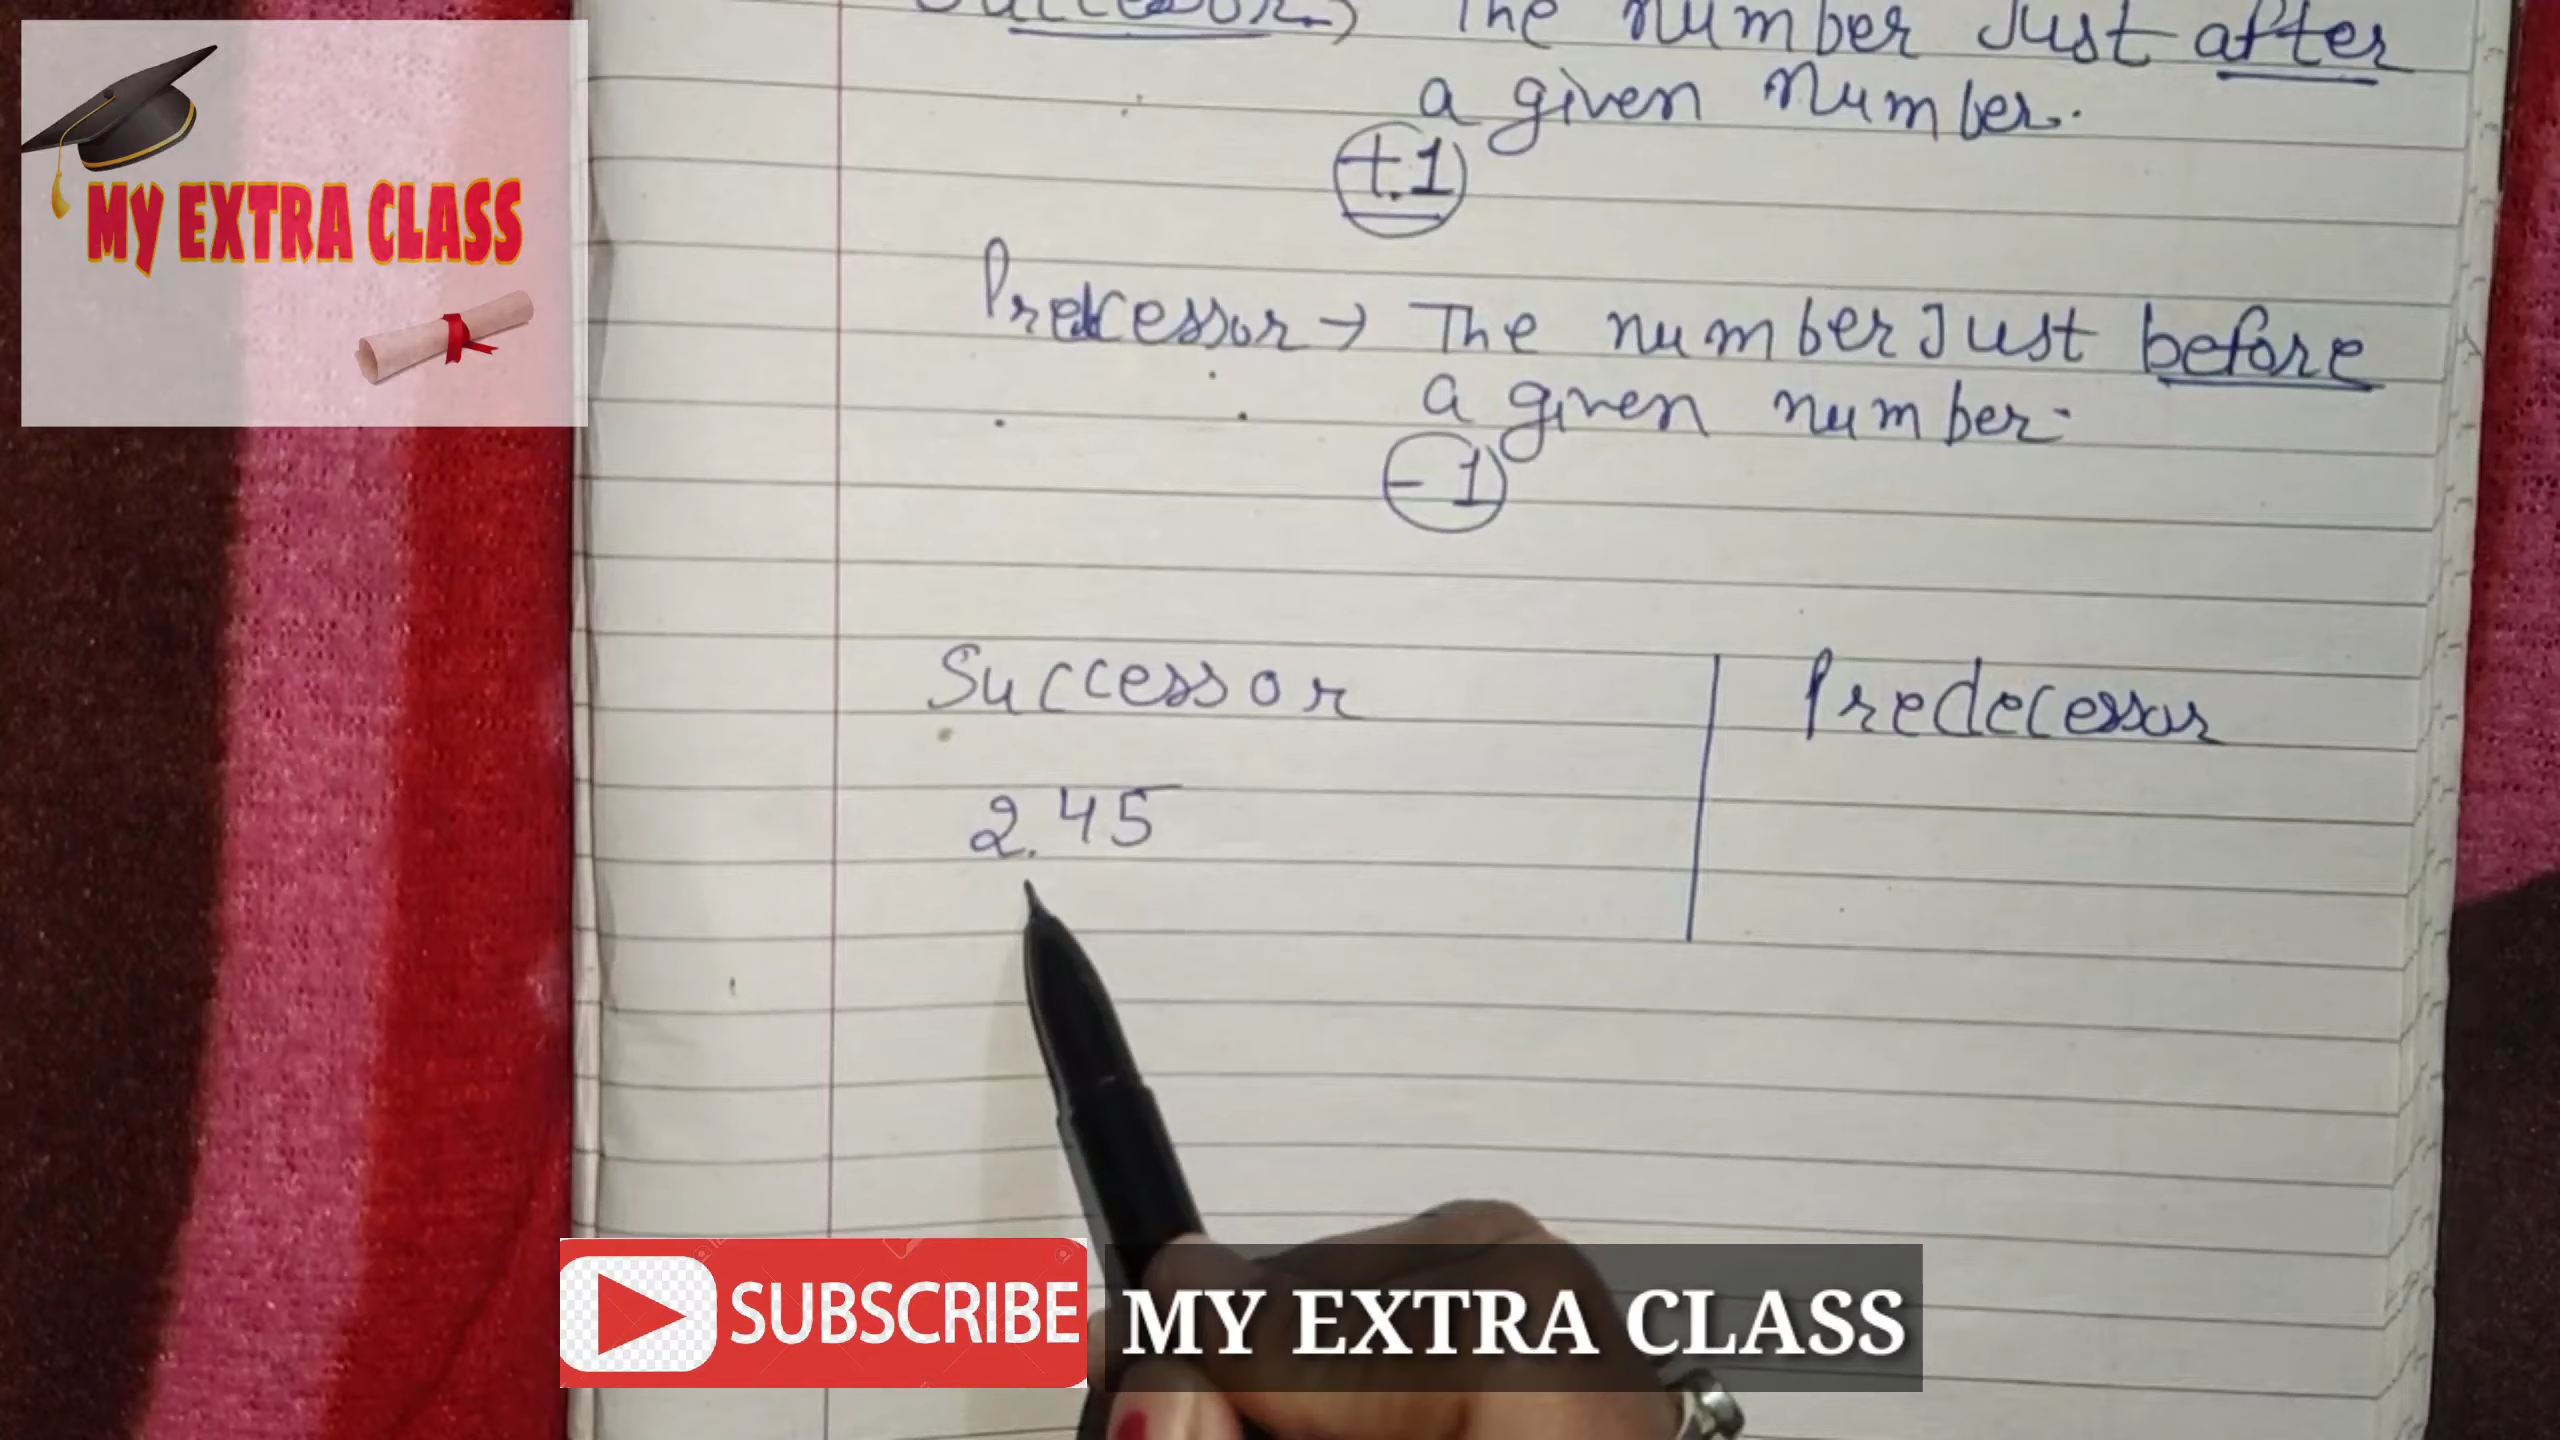 MY EXTRA CLASS
Successor → The number Just after
a given number.
+1
Predecessor → The number Just before
a given number.
- 1
Successor
Predecessor
2.45
SUBSCRIBE
MY EXTRA CLASS